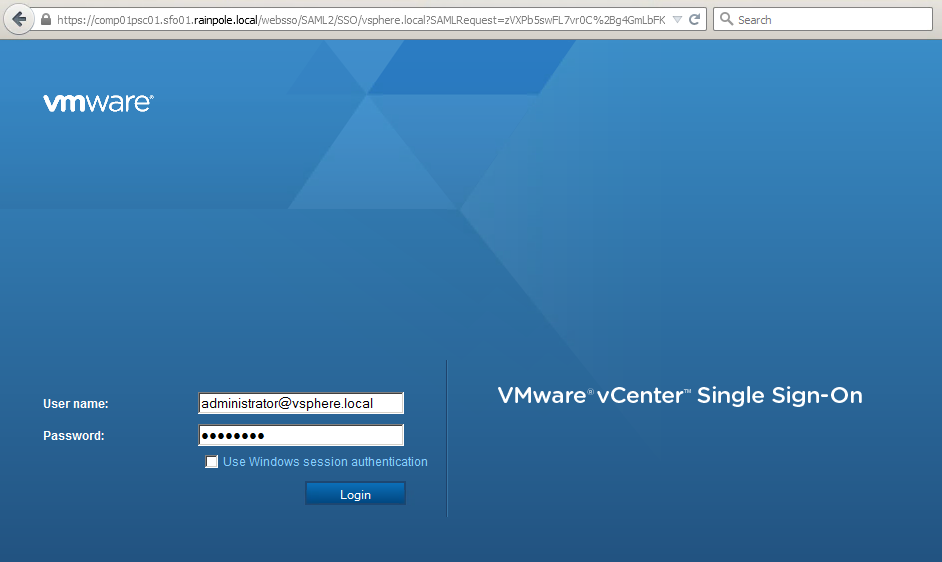 https://comp01psc01.sfo01.rainpole.local/websso/SAML2/SSO/vsphere.local?SAMLRequest=zVXPb5swFL7vr0C%2Bg4GmLbFK
Search
vmware®
User name:
administrator@vsphere.local
VMware® vCenter™ Single Sign-On
Password:
●●●●●●●●
Use Windows session authentication
Login